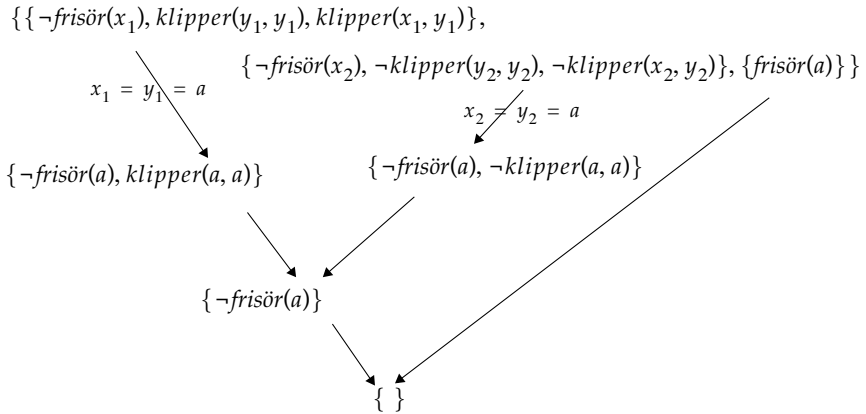 { { ¬frisör(x₁), klipper(y₁, y₁), klipper(x₁, y₁)},
{ ¬frisör(x₂), ¬klipper(y₂, y₂), ¬klipper(x₂, y₂)}, {frisör(a)} }
x₁ = y₁ = a
x₂ = y₂ = a
{ ¬frisör(a), klipper(a, a)}
{ ¬frisör(a), ¬klipper(a, a)}
{ ¬frisör(a)}
{ }